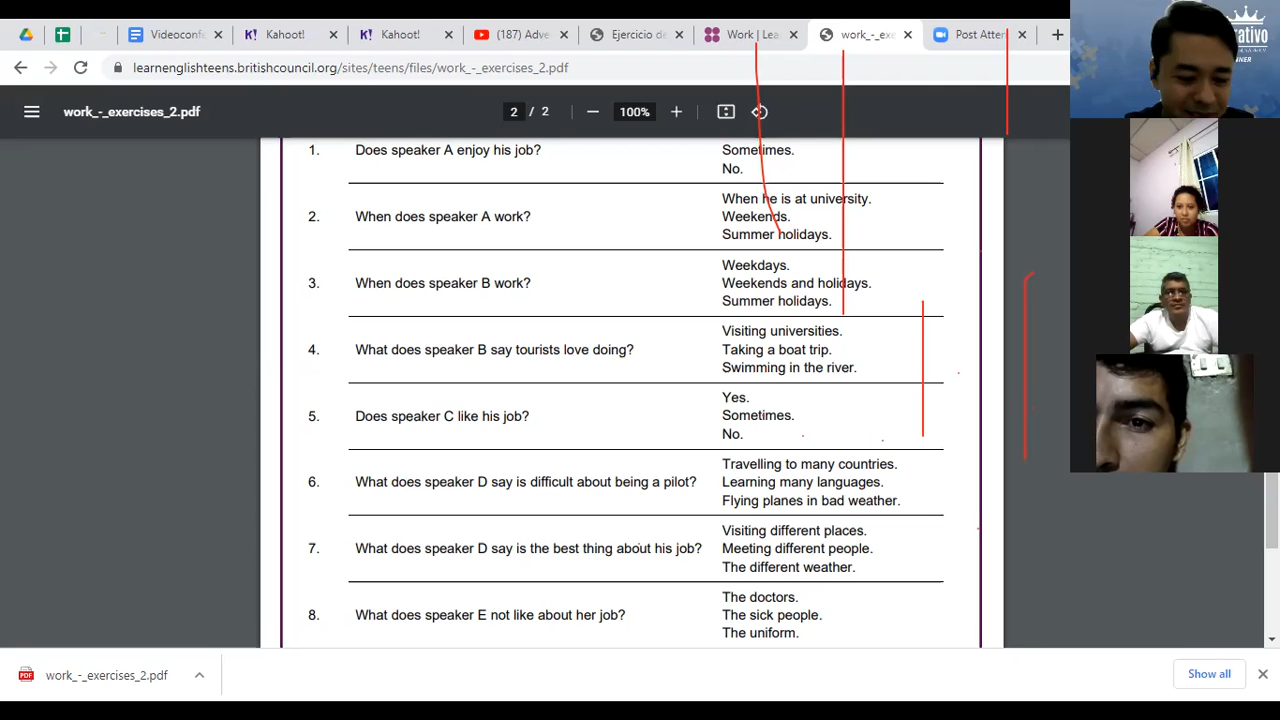 Videoconfe
Kahoot!
Kahoot!
(187) Adve
Ejercicio de
Work | Lea
work_-_exe
Post Atten
learnenglishteens.britishcouncil.org/sites/teens/files/work_-_exercises_2.pdf
work_-_exercises_2.pdf
2 / 2
100%
1. Does speaker A enjoy his job?
Sometimes.
No.
2. When does speaker A work?
When he is at university.
Weekends.
Summer holidays.
3. When does speaker B work?
Weekdays.
Weekends and holidays.
Summer holidays.
4. What does speaker B say tourists love doing?
Visiting universities.
Taking a boat trip.
Swimming in the river.
5. Does speaker C like his job?
Yes.
Sometimes.
No.
6. What does speaker D say is difficult about being a pilot?
Travelling to many countries.
Learning many languages.
Flying planes in bad weather.
7. What does speaker D say is the best thing about his job?
Visiting different places.
Meeting different people.
The different weather.
8. What does speaker E not like about her job?
The doctors.
The sick people.
The uniform.
work_-_exercises_2.pdf
Show all